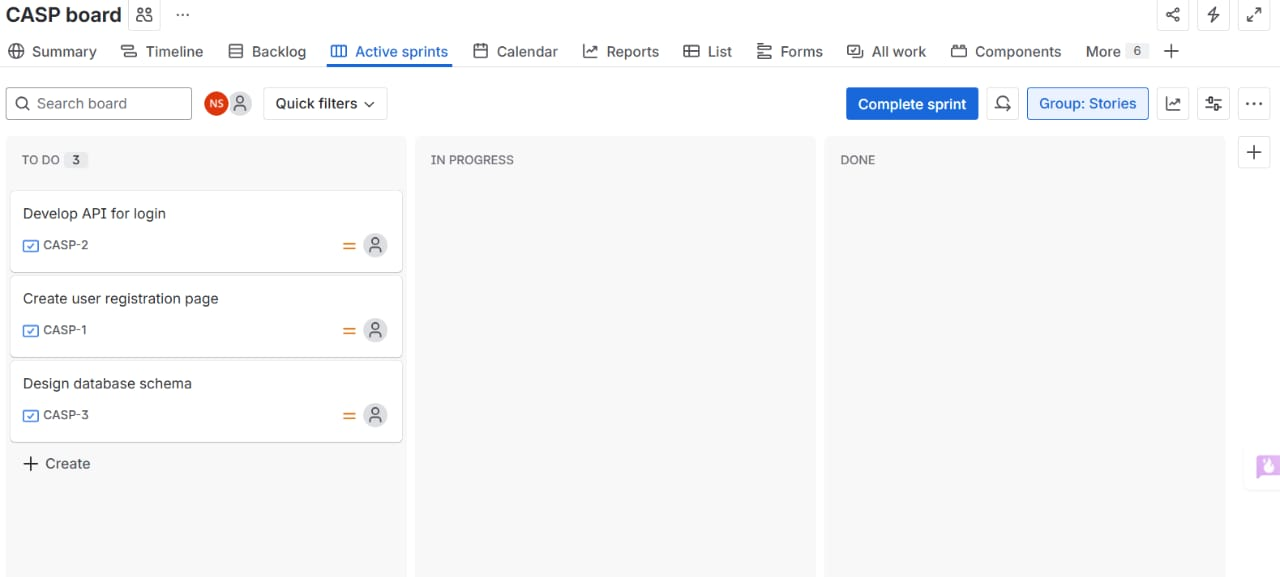 CASP board
Summary Timeline Backlog Active sprints Calendar Reports List Forms All work Components More 6
Search board NS Quick filters Complete sprint Group: Stories
TO DO 3 IN PROGRESS DONE
Develop API for login
CASP-2
Create user registration page
CASP-1
Design database schema
CASP-3
Create